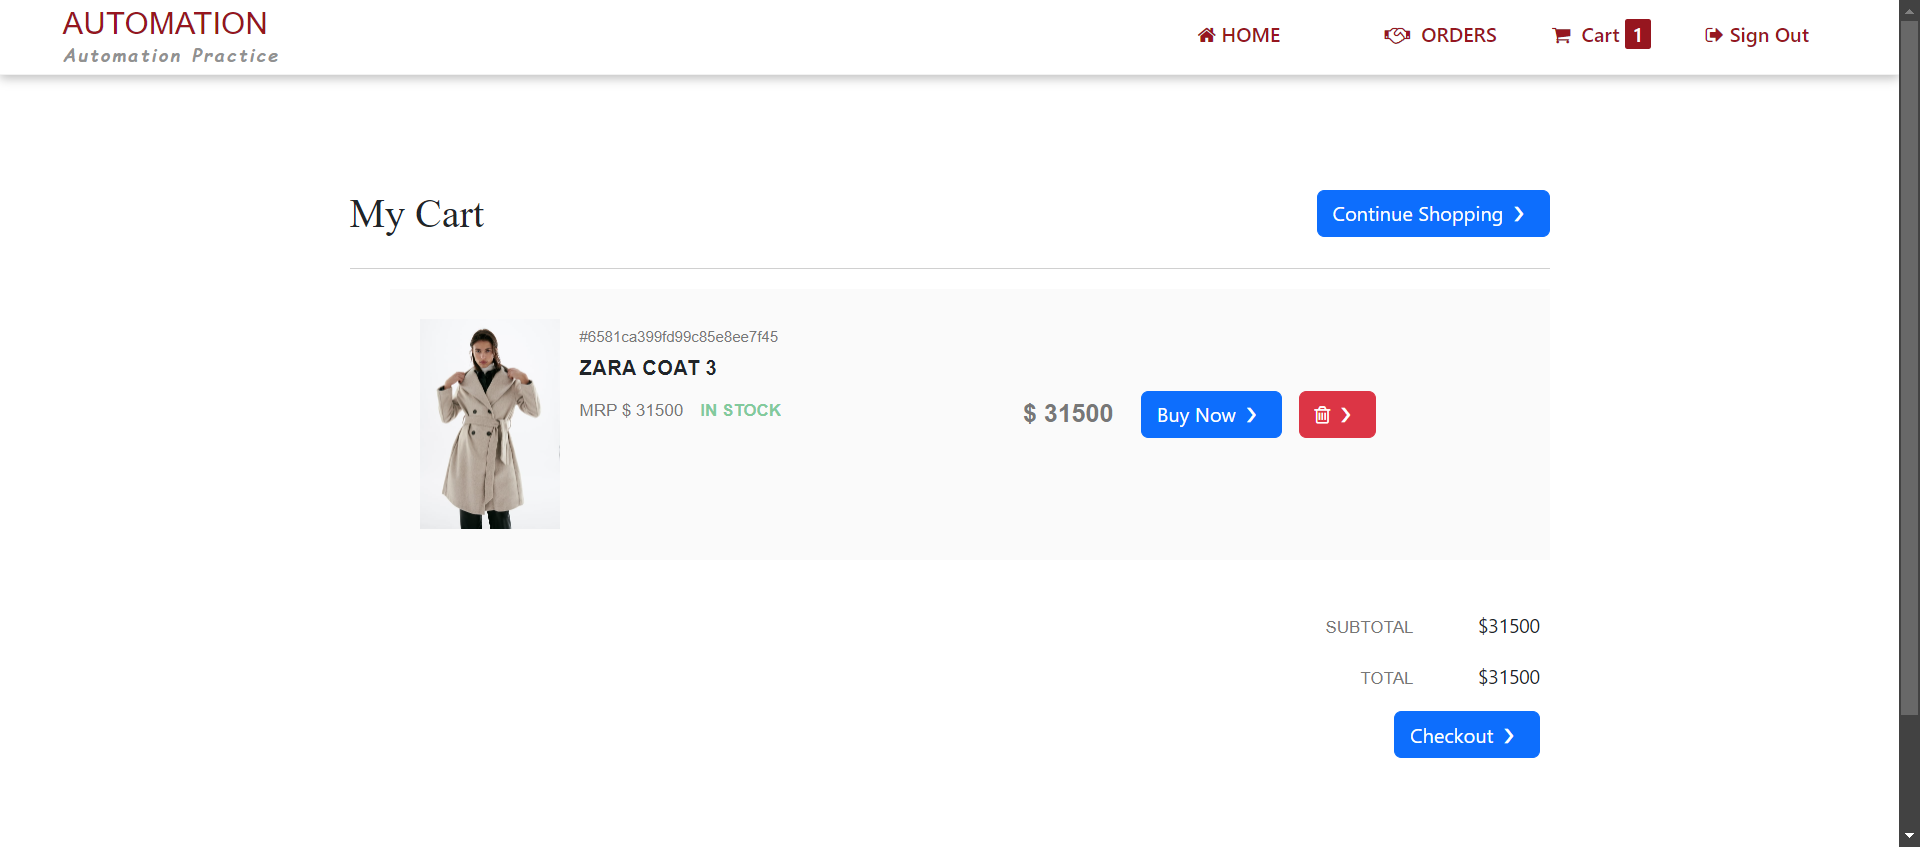 AUTOMATION
Automation Practice
HOME
ORDERS
Cart 1
Sign Out
My Cart
Continue Shopping
#6581ca399fd99c85e8ee7f45
ZARA COAT 3
MRP $ 31500 IN STOCK
$ 31500
Buy Now
SUBTOTAL $31500
TOTAL $31500
Checkout